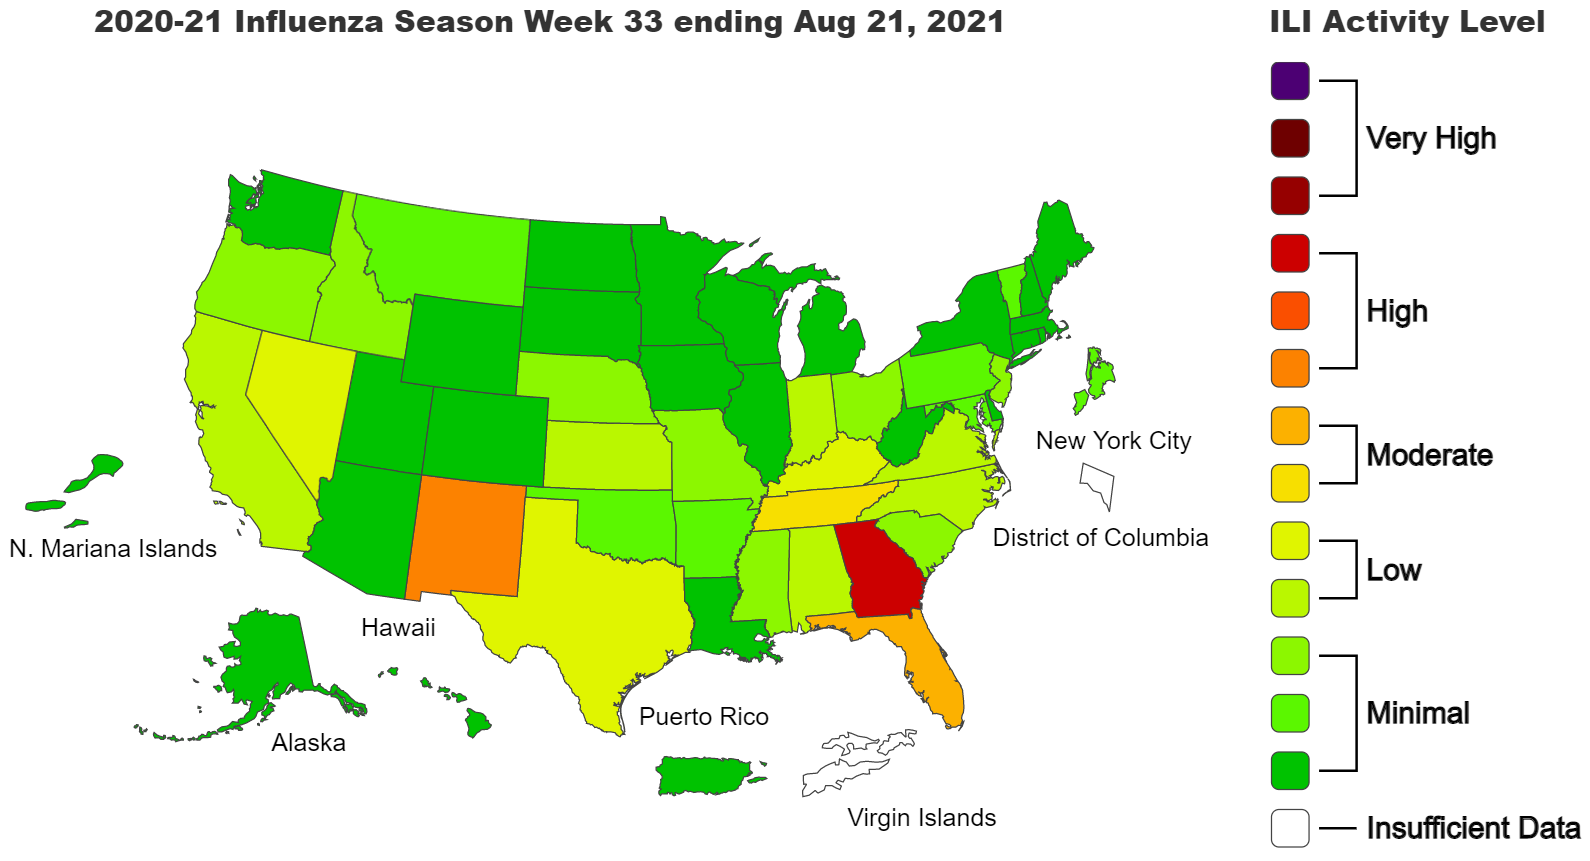 2020-21 Influenza Season Week 33 ending Aug 21, 2021
ILI Activity Level
Very High
High
Moderate
Low
Minimal
Insufficient Data
New York City
District of Columbia
N. Mariana Islands
Hawaii
Alaska
Puerto Rico
Virgin Islands